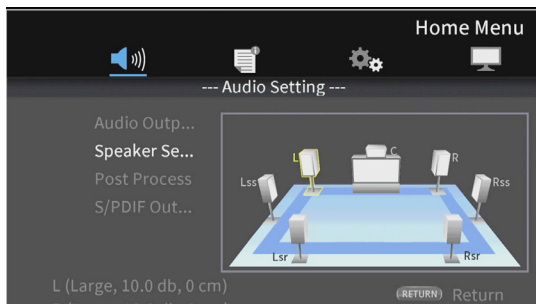 Home Menu
--- Audio Setting ---
Audio Outp...
Speaker Se...
Post Process
S/PDIF Out...
L
C
R
Lss
Rss
Lsr
Rsr
L (Large, 10.0 db, 0 cm)
RETURN Return